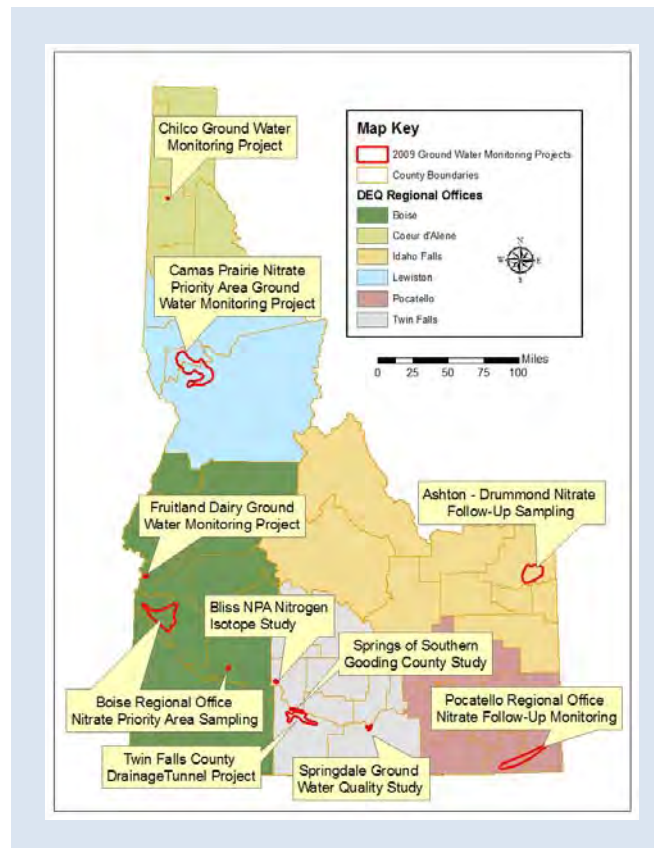 Chilco Ground Water
Monitoring Project
Map Key
2009 Ground Water Monitoring Projects
County Boundaries
DEQ Regional Offices
Boise
Coeur d'Alene
Idaho Falls
Lewiston
Pocatello
Twin Falls
N
W
E
S
Miles
0 25 50 75 100
Camas Prairie Nitrate
Priority Area Ground
Water Monitoring Project
Ashton - Drummond Nitrate
Follow-Up Sampling
Fruitland Dairy Ground
Water Monitoring Project
Bliss NPA Nitrogen
Isotope Study
Springs of Southern
Gooding County Study
Boise Regional Office
Nitrate Priority Area Sampling
Pocatello Regional Office
Nitrate Follow-Up Monitoring
Twin Falls County
DrainageTunnel Project
Springdale Ground
Water Quality Study